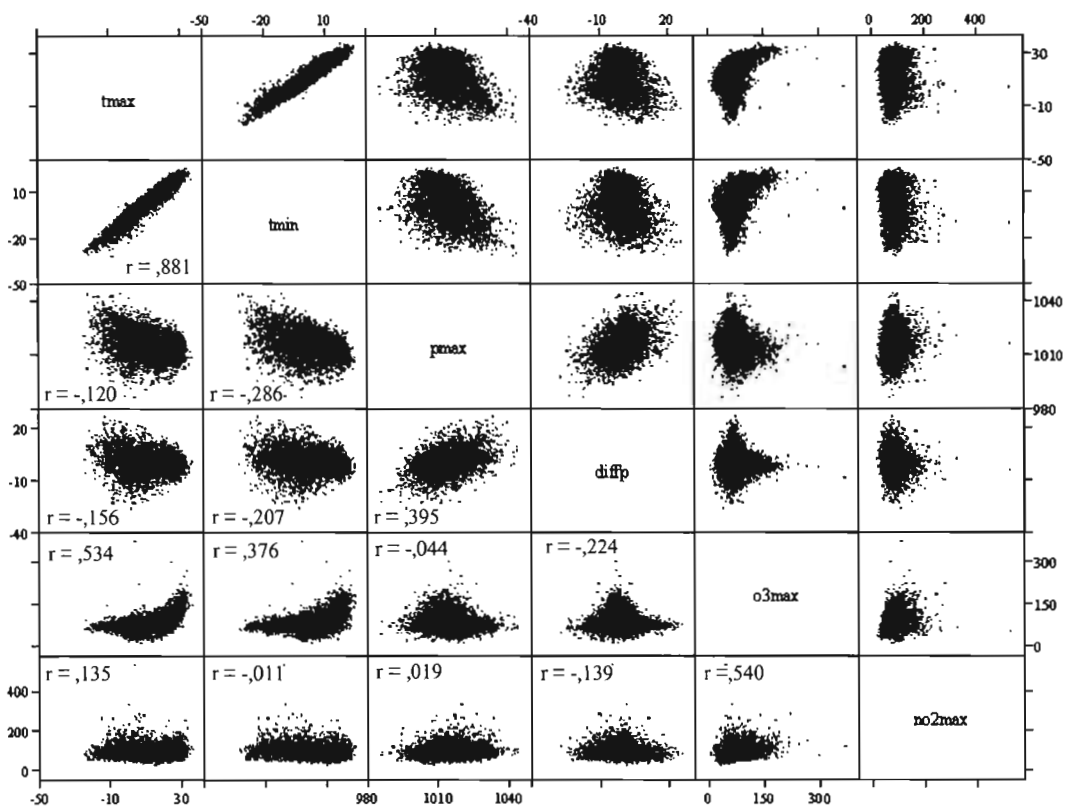 -50 -20 10 -40 -10 20 0 200 400
tmax 30
-10
-50
10 tmin
-20
r = ,881
-50
pmax 1040
1010
r = -,120 r = -,286 980
20
diffp
-10
r = -,156 r = -,207 r = ,395
-40
r = ,534 r = ,376 r = -,044 r = -,224
300
o3max
150
0
r = ,135 r = -,011 r = ,019 r = -,139 r =,540
400
no2max
200
0
-50 -10 30 980 1010 1040 0 150 300